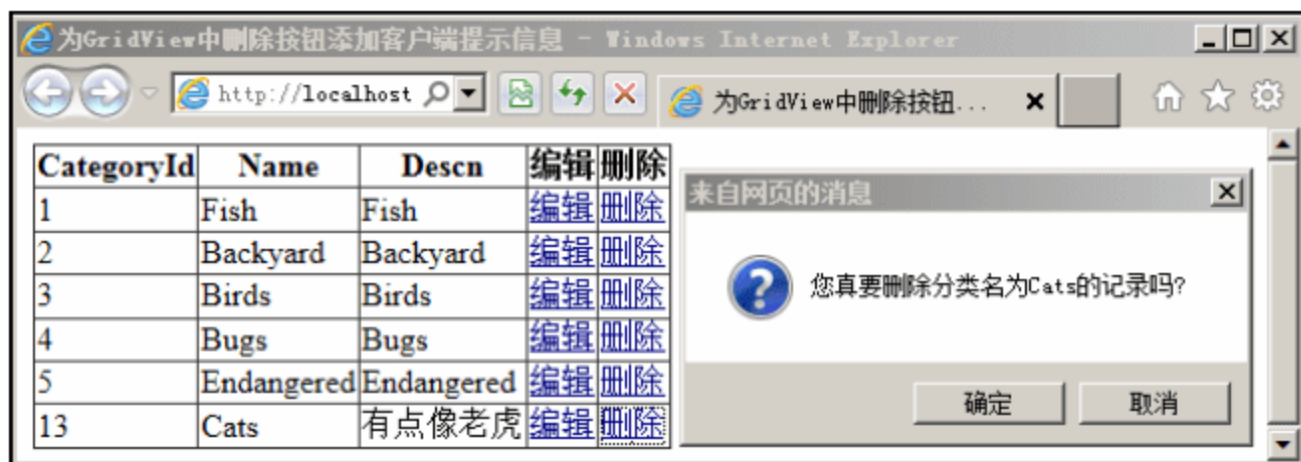 为GridView中删除按钮添加客户端提示信息 - Windows Internet Explorer
http://localhost
为GridView中删除按钮...
CategoryId Name Descn 编辑 删除
1 Fish Fish 编辑 删除
2 Backyard Backyard 编辑 删除
3 Birds Birds 编辑 删除
4 Bugs Bugs 编辑 删除
5 Endangered Endangered 编辑 删除
13 Cats 有点像老虎 编辑 删除
来自网页的消息
您真要删除分类名为Cats的记录吗?
确定 取消